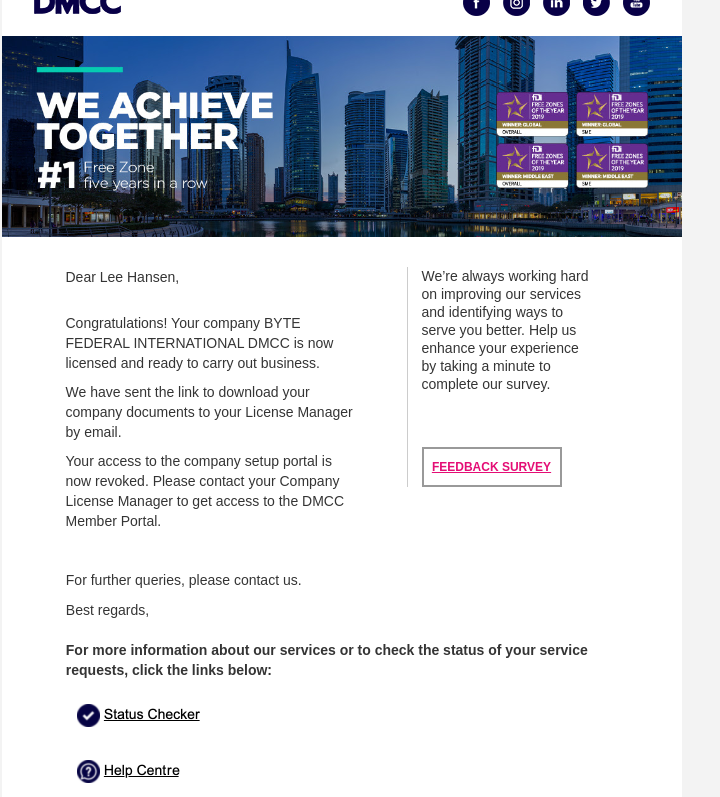 DMCC
WE ACHIEVE
TOGETHER
#1 Free Zone
five years in a row
fDi
FREE ZONES
OF THE YEAR
2019
WINNER: GLOBAL
OVERALL
fDi
FREE ZONES
OF THE YEAR
2019
WINNER: GLOBAL
SME
fDi
FREE ZONES
OF THE YEAR
2019
WINNER: MIDDLE EAST
OVERALL
fDi
FREE ZONES
OF THE YEAR
2019
WINNER: MIDDLE EAST
SME
Dear Lee Hansen,
Congratulations! Your company BYTE
FEDERAL INTERNATIONAL DMCC is now
licensed and ready to carry out business.
We have sent the link to download your
company documents to your License Manager
by email.
Your access to the company setup portal is
now revoked. Please contact your Company
License Manager to get access to the DMCC
Member Portal.
We’re always working hard
on improving our services
and identifying ways to
serve you better. Help us
enhance your experience
by taking a minute to
complete our survey.
FEEDBACK SURVEY
For further queries, please contact us.
Best regards,
For more information about our services or to check the status of your service
requests, click the links below:
Status Checker
Help Centre